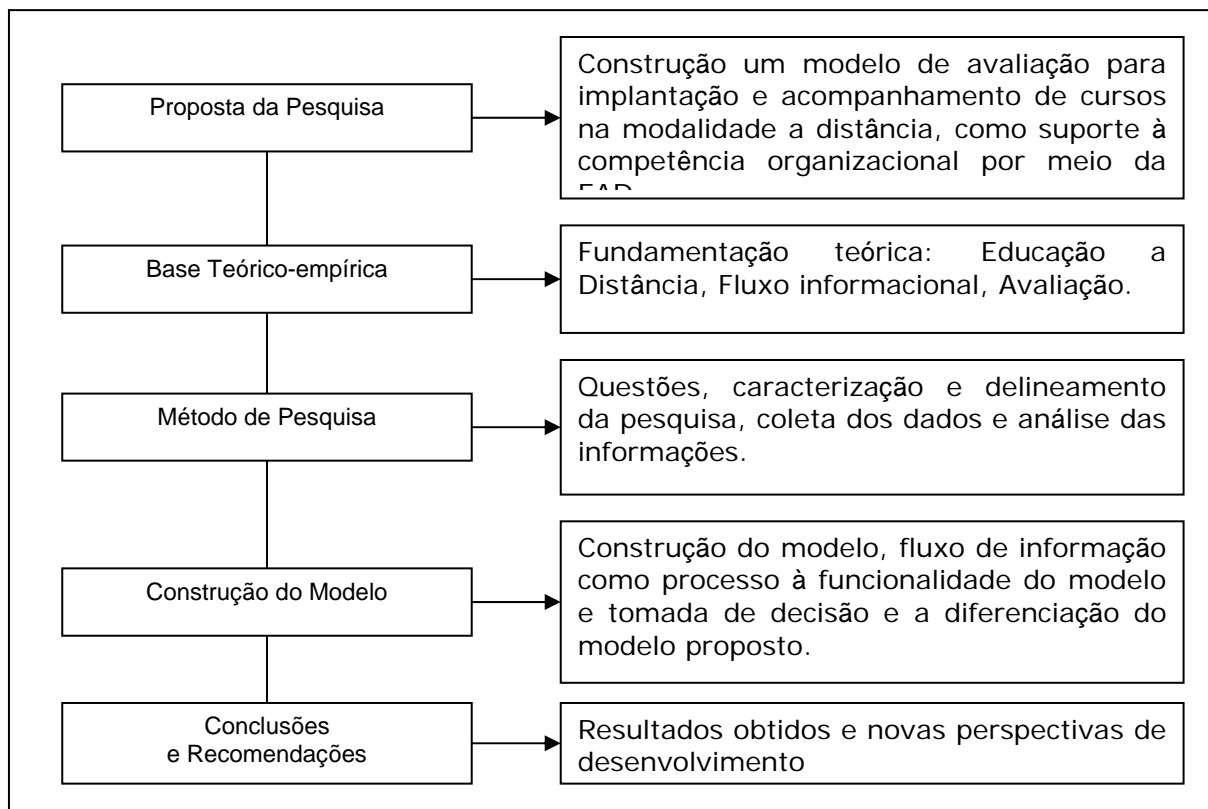 Proposta da Pesquisa
Construção um modelo de avaliação para
implantação e acompanhamento de cursos
na modalidade a distância, como suporte à
competência organizacional por meio da
EAD
Base Teórico-empírica
Fundamentação teórica: Educação a
Distância, Fluxo informacional, Avaliação.
Método de Pesquisa
Questões, caracterização e delineamento
da pesquisa, coleta dos dados e análise das
informações.
Construção do Modelo
Construção do modelo, fluxo de informação
como processo à funcionalidade do modelo
e tomada de decisão e a diferenciação do
modelo proposto.
Conclusões
e Recomendações
Resultados obtidos e novas perspectivas de
desenvolvimento